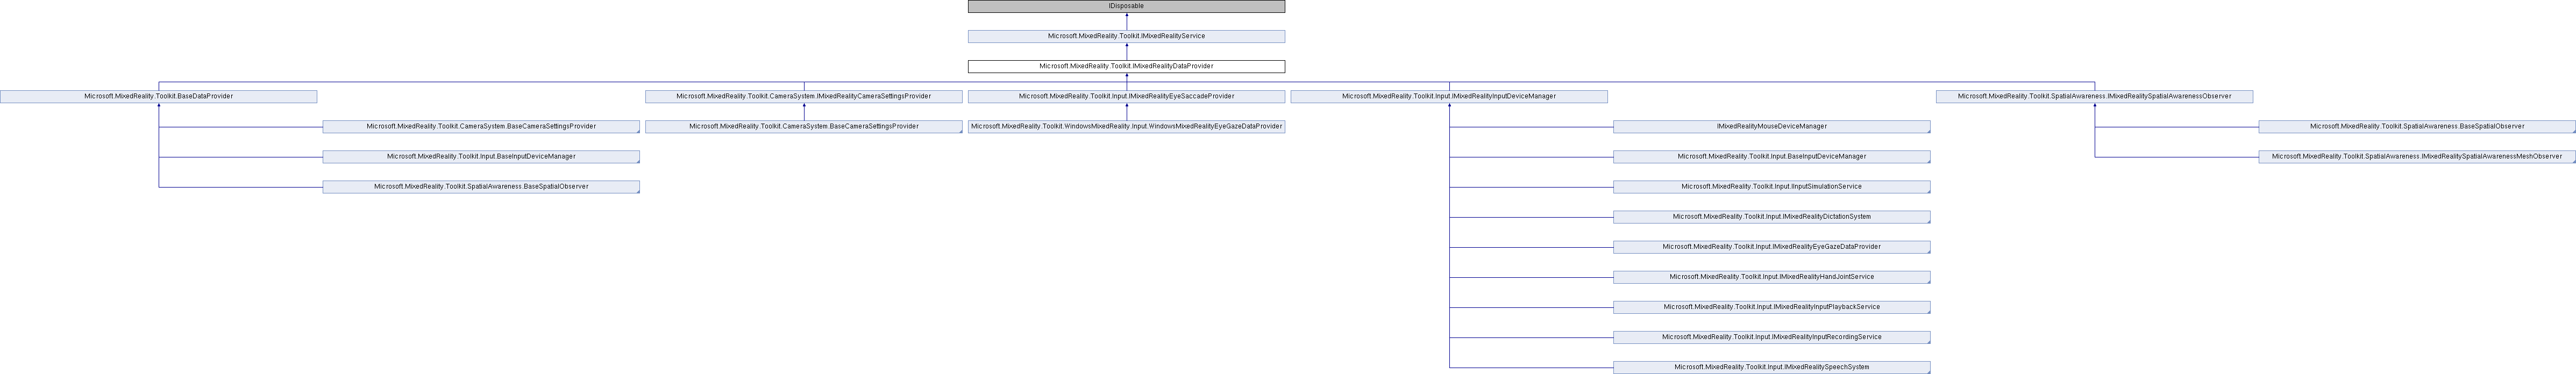 IDisposable
Microsoft.MixedReality.Toolkit.IMixedRealityService
Microsoft.MixedReality.Toolkit.IMixedRealityDataProvider
Microsoft.MixedReality.Toolkit.BaseDataProvider
Microsoft.MixedReality.Toolkit.CameraSystem.IMixedRealityCameraSettingsProvider
Microsoft.MixedReality.Toolkit.Input.IMixedRealityEyeSaccadeProvider
Microsoft.MixedReality.Toolkit.Input.IMixedRealityInputDeviceManager
Microsoft.MixedReality.Toolkit.SpatialAwareness.IMixedRealitySpatialAwarenessObserver
Microsoft.MixedReality.Toolkit.CameraSystem.BaseCameraSettingsProvider
Microsoft.MixedReality.Toolkit.CameraSystem.BaseCameraSettingsProvider
Microsoft.MixedReality.Toolkit.WindowsMixedReality.Input.WindowsMixedRealityEyeGazeDataProvider
IMixedRealityMouseDeviceManager
Microsoft.MixedReality.Toolkit.SpatialAwareness.BaseSpatialObserver
Microsoft.MixedReality.Toolkit.Input.BaseInputDeviceManager
Microsoft.MixedReality.Toolkit.Input.BaseInputDeviceManager
Microsoft.MixedReality.Toolkit.SpatialAwareness.IMixedRealitySpatialAwarenessMeshObserver
Microsoft.MixedReality.Toolkit.SpatialAwareness.BaseSpatialObserver
Microsoft.MixedReality.Toolkit.Input.IInputSimulationService
Microsoft.MixedReality.Toolkit.Input.IMixedRealityDictationSystem
Microsoft.MixedReality.Toolkit.Input.IMixedRealityEyeGazeDataProvider
Microsoft.MixedReality.Toolkit.Input.IMixedRealityHandJointService
Microsoft.MixedReality.Toolkit.Input.IMixedRealityInputPlaybackService
Microsoft.MixedReality.Toolkit.Input.IMixedRealityInputRecordingService
Microsoft.MixedReality.Toolkit.Input.IMixedRealitySpeechSystem